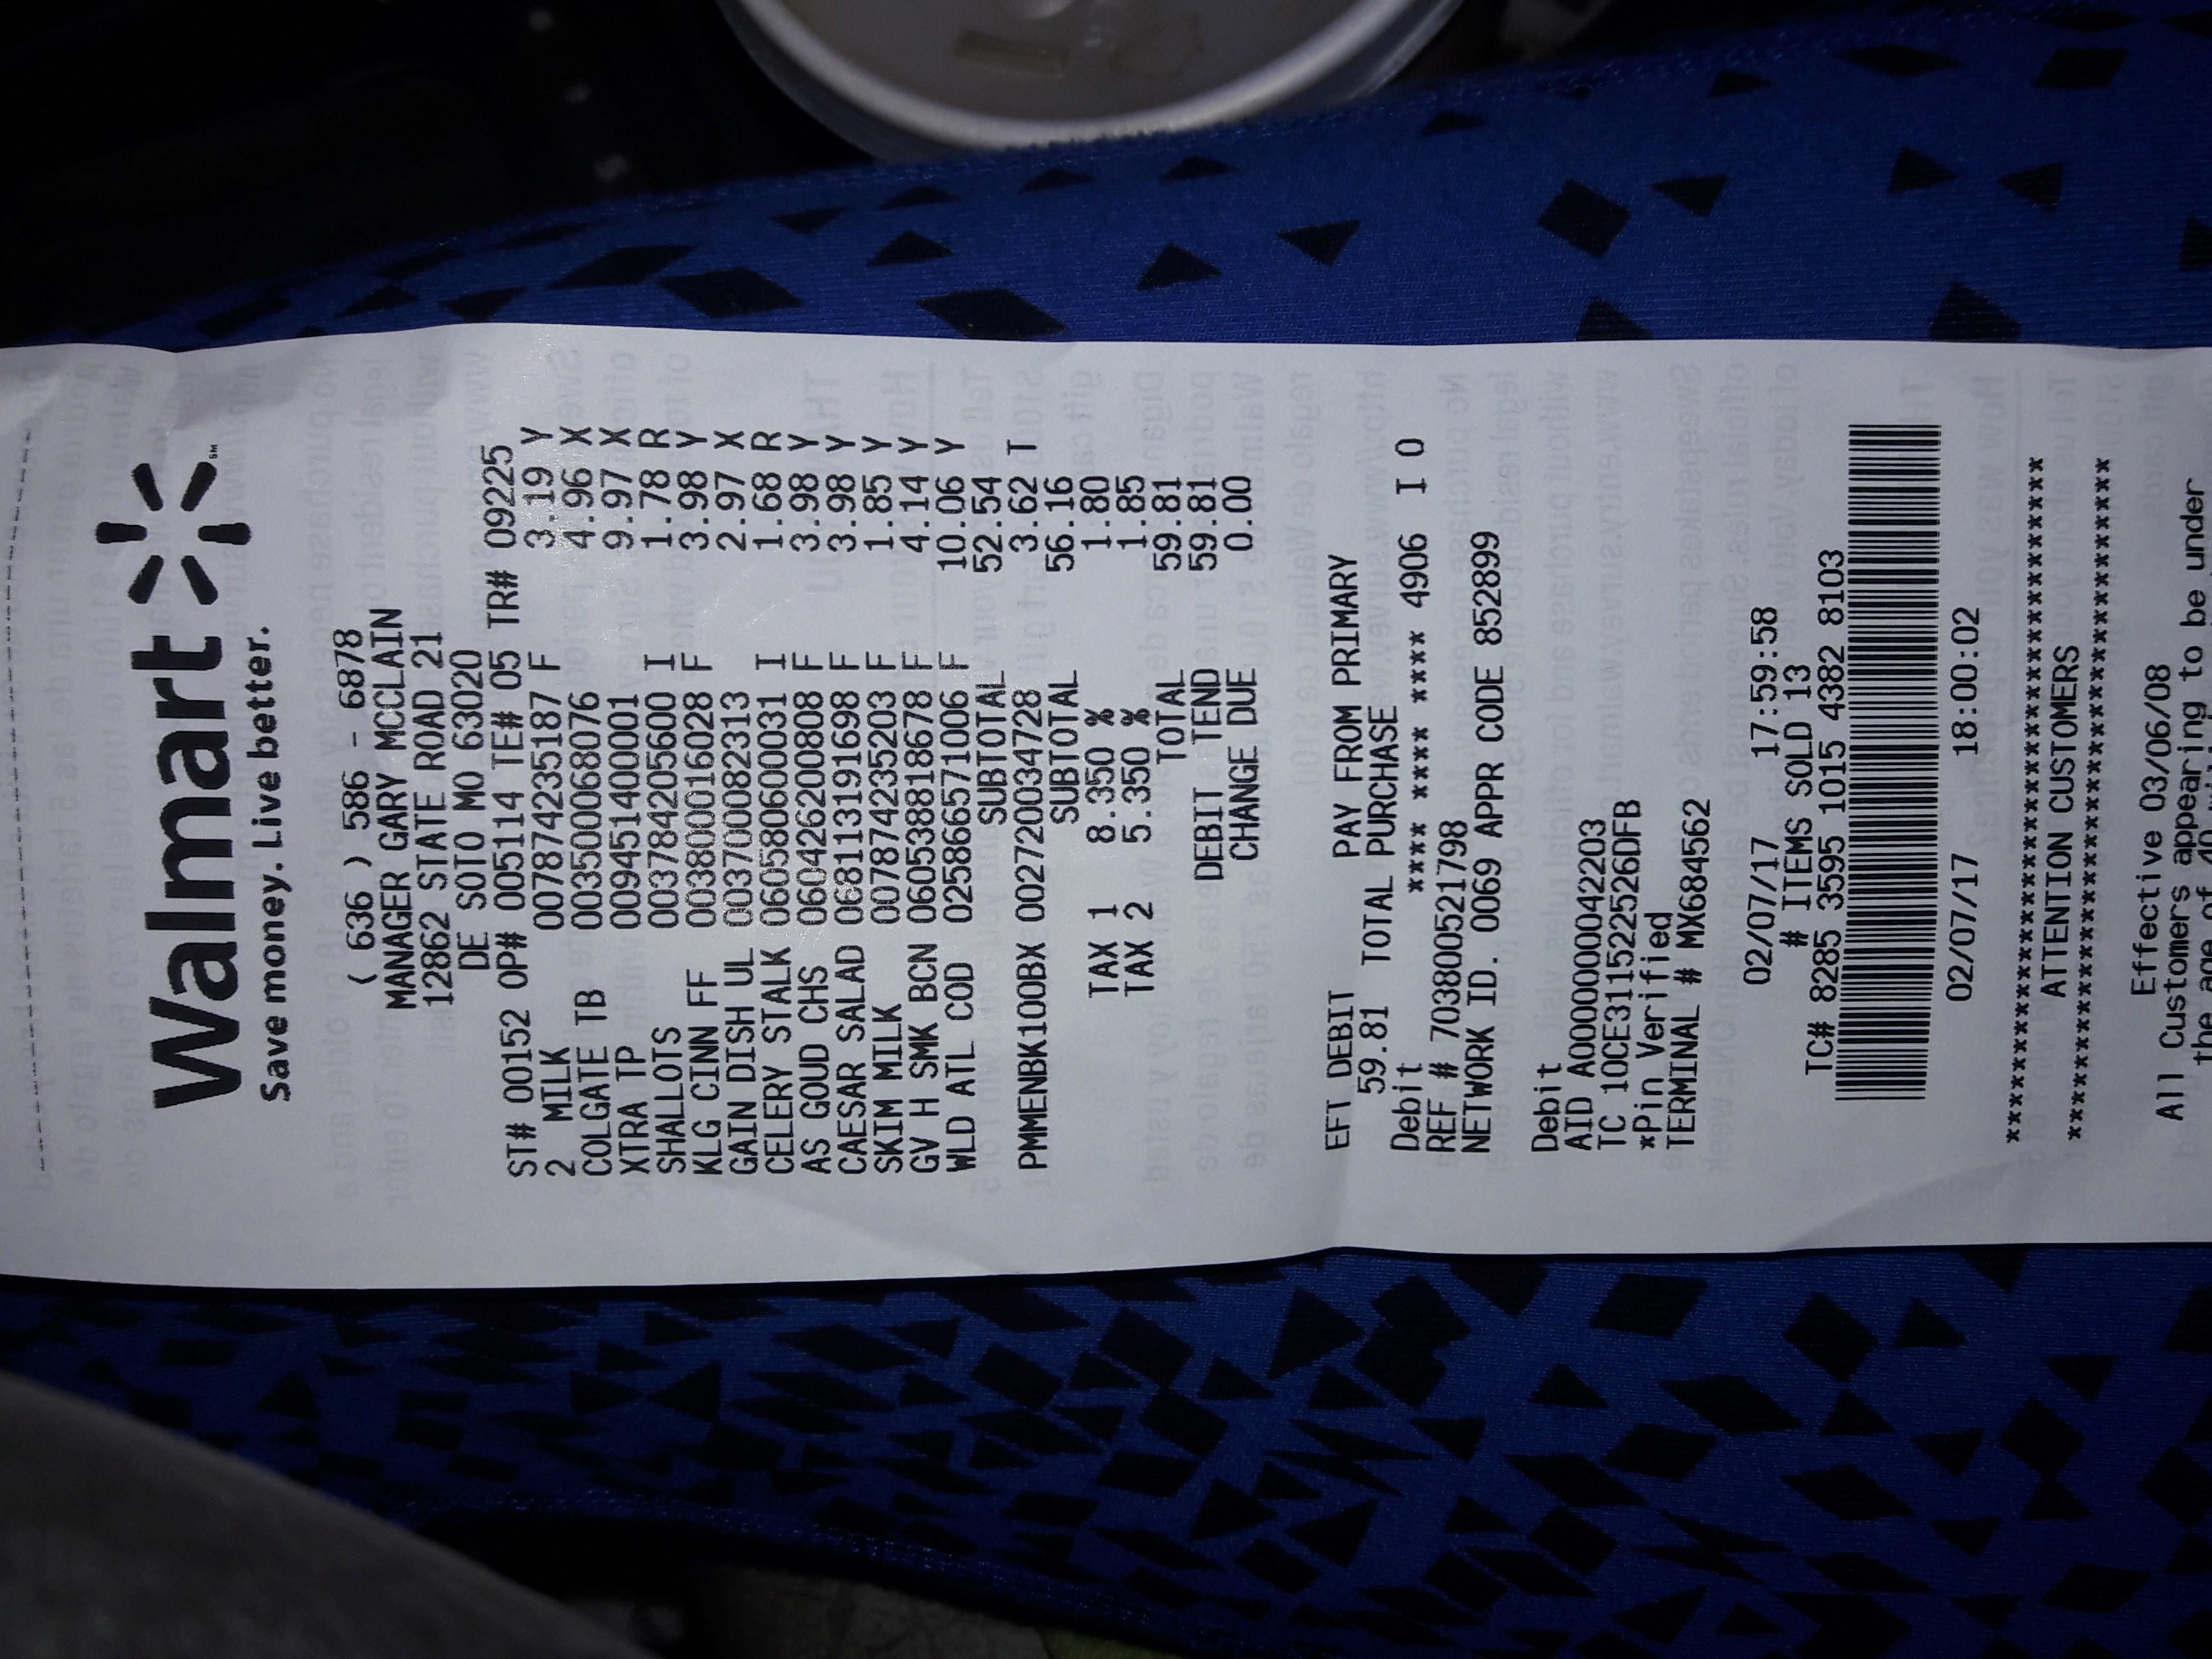 Walmart
SM
Save money. Live better.
( 636 ) 586 - 6878
MANAGER GARY MCCLAIN
12862 STATE ROAD 21
DE SOTO MO 63020
ST# 00152 OP# 005114 TE# 05 TR# 09225
2 MILK 007874235187 F 3.19 Y
COLGATE TB 003500068076 4.96 X
XTRA TP 009451400001 9.97 X
SHALLOTS 003784205600 I 1.78 R
KLG CINN FF 003800016028 F 3.98 Y
GAIN DISH UL 003700082313 2.97 X
CELERY STALK 060580600031 I 1.68 R
AS GOUD CHS 060426200808 F 3.98 Y
CAESAR SALAD 068113191698 F 3.98 Y
SKIM MILK 007874235203 F 1.85 Y
GV H SMK BCN 060538818678 F 4.14 Y
WLD ATL COD 025866571006 F 10.06 Y
SUBTOTAL 52.54
PMMENBK100BX 002720034728 3.62 T
SUBTOTAL 56.16
TAX 1 8.350 % 1.80
TAX 2 5.350 % 1.85
TOTAL 59.81
DEBIT TEND 59.81
CHANGE DUE 0.00
EFT DEBIT PAY FROM PRIMARY
59.81 TOTAL PURCHASE
Debit **** **** **** 4906 I 0
REF # 703800521798
NETWORK ID. 0069 APPR CODE 852899
Debit
AID A0000000042203
TC 10CE311522526DFB
*Pin Verified
TERMINAL # MX684562
02/07/17 17:59:58
# ITEMS SOLD 13
TC# 8285 3595 1015 4382 8103
02/07/17 18:00:02
**************************************
ATTENTION CUSTOMERS
**************************************
Effective 03/06/08
All Customers appearing to be under
the age of 40